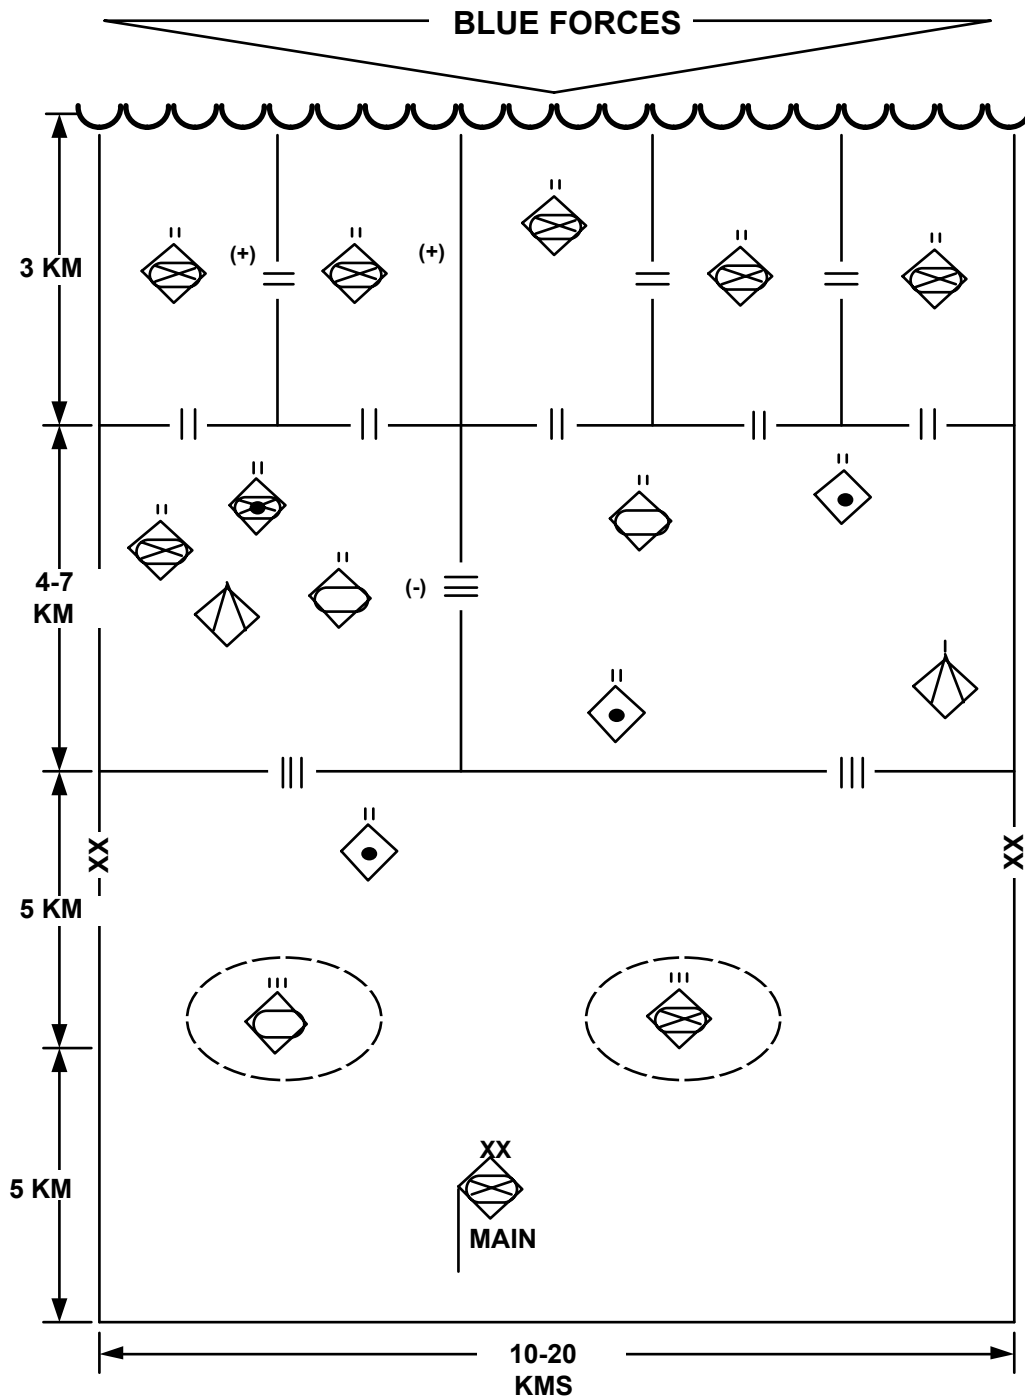 BLUE FORCES
3 KM
(+)
(+)
4-7
KM
(-)
XX
XX
5 KM
XX
5 KM
MAIN
10-20
KMS